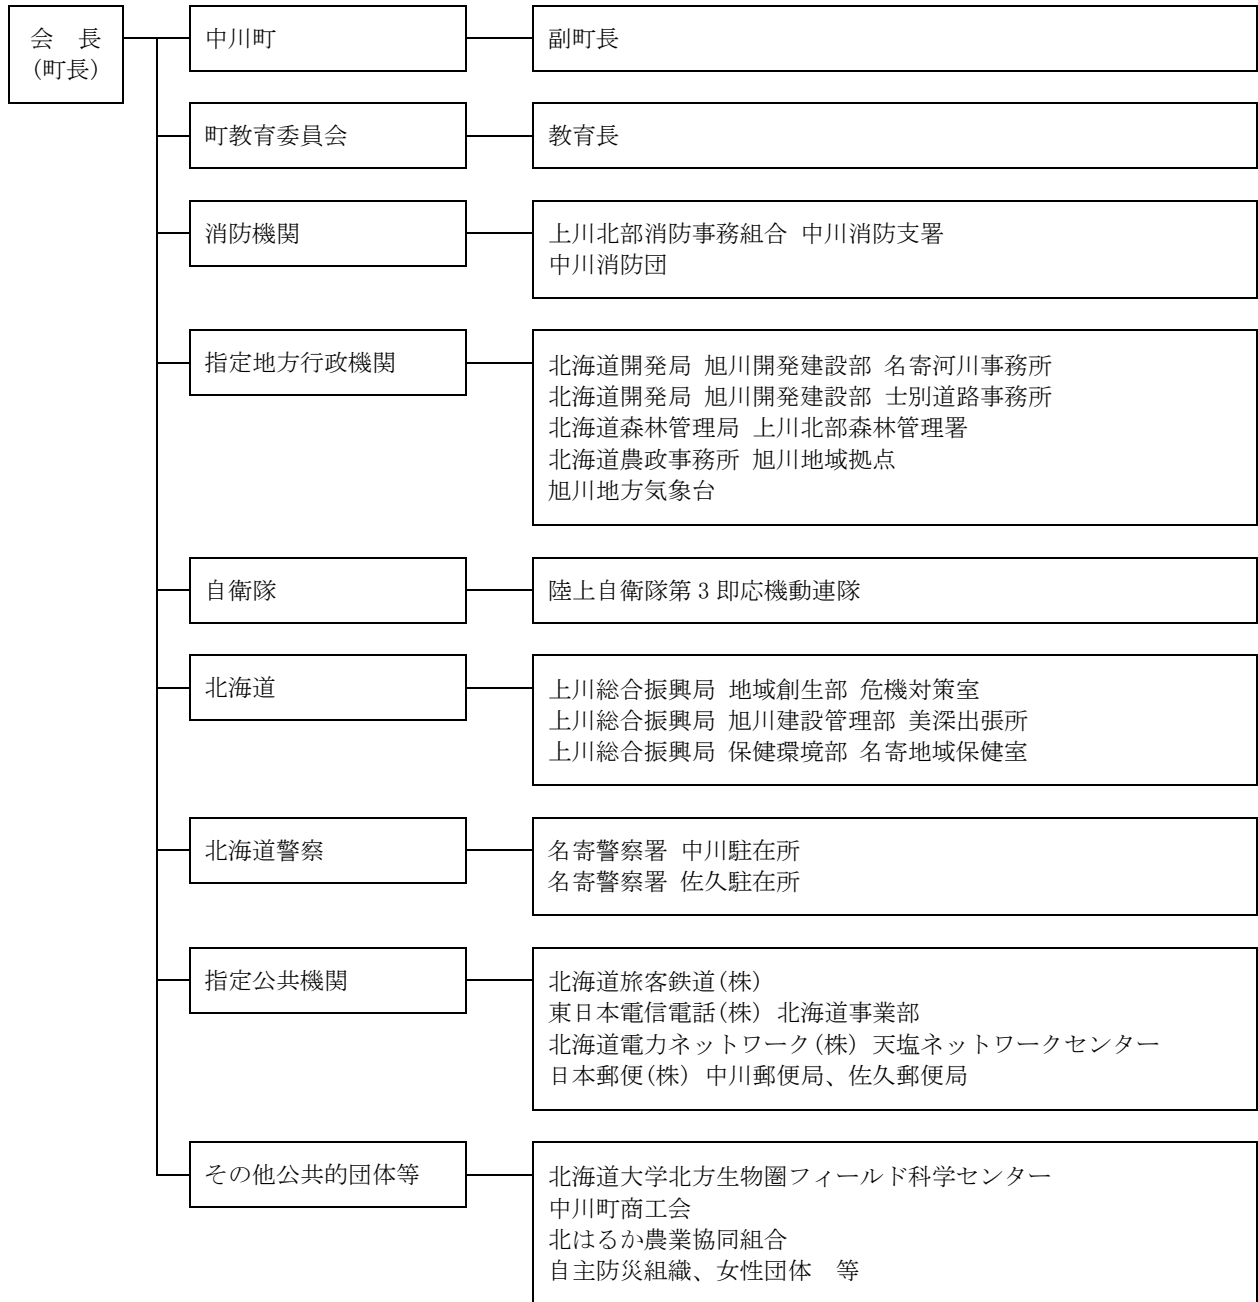 会 長
(町長)
中川町
副町長
町教育委員会
教育長
消防機関
上川北部消防事務組合 中川消防支署
中川消防団
指定地方行政機関
北海道開発局 旭川開発建設部 名寄河川事務所
北海道開発局 旭川開発建設部 士別道路事務所
北海道森林管理局 上川北部森林管理署
北海道農政事務所 旭川地域拠点
旭川地方気象台
自衛隊
陸上自衛隊第3即応機動連隊
北海道
上川総合振興局 地域創生部 危機対策室
上川総合振興局 旭川建設管理部 美深出張所
上川総合振興局 保健環境部 名寄地域保健室
北海道警察
名寄警察署 中川駐在所
名寄警察署 佐久駐在所
指定公共機関
北海道旅客鉄道(株)
東日本電信電話(株) 北海道事業部
北海道電力ネットワーク(株) 天塩ネットワークセンター
日本郵便(株) 中川郵便局、佐久郵便局
その他公共的団体等
北海道大学北方生物圏フィールド科学センター
中川町商工会
北はるか農業協同組合
自主防災組織、女性団体　等